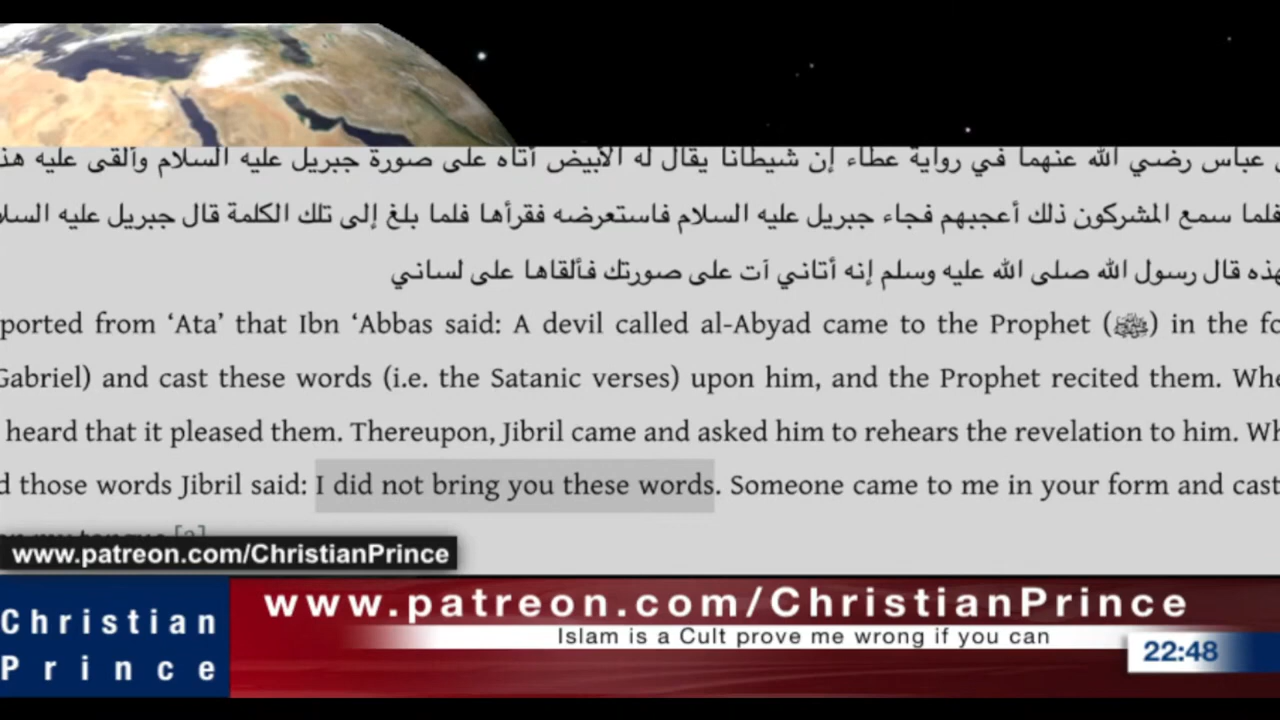 عباس رضي الله عنهما في رواية عطاء إن شيطانا يقال له الأبيض أتاه على صورة جبريل عليه السلام وألقى عليه
فلما سمع المشركون ذلك أعجبهم فجاء جبريل عليه السلام فاستعرضه فقرأها فلما بلغ إلى تلك الكلمة قال جبريل عليه
بهذه قال رسول الله صلى الله عليه وسلم إنه أتاني آت على صورتك فألقاها على لساني
ported from ‘Ata’ that Ibn ‘Abbas said: A devil called al-Abyad came to the Prophet (ﷺ) in the
Gabriel) and cast these words (i.e. the Satanic verses) upon him, and the Prophet recited them.
heard that it pleased them. Thereupon, Jibril came and asked him to rehears the revelation to him.
those words Jibril said: I did not bring you these words. Someone came to me in your form and cast
www.patreon.com/ChristianPrince
www.patreon.com/ChristianPrince
Christian
Prince
Islam is a Cult prove me wrong if you can
22:48